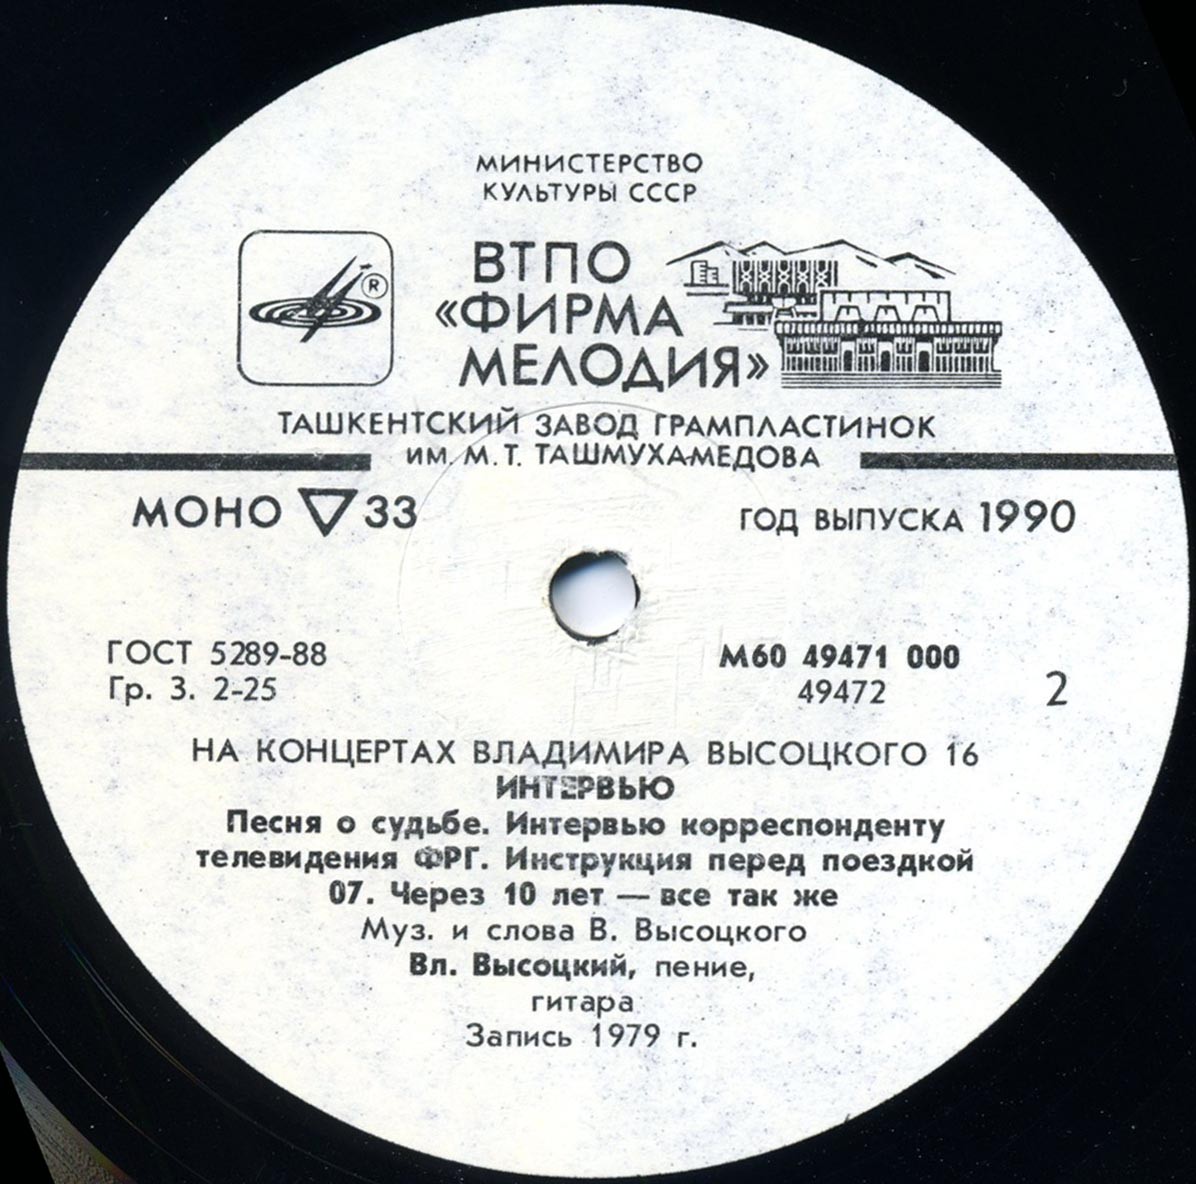 МИНИСТЕРСТВО
КУЛЬТУРЫ СССР
ВТПО
«ФИРМА
МЕЛОДИЯ»
®
ТАШКЕНТСКИЙ ЗАВОД ГРАМПЛАСТИНОК
ИМ. М. Т. ТАШМУХАМЕДОВА
МОНО 33
ГОД ВЫПУСКА 1990
ГОСТ 5289-88
Гр. 3. 2-25
М60 49471 000
49472
2
НА КОНЦЕРТАХ ВЛАДИМИРА ВЫСОЦКОГО 16
ИНТЕРВЬЮ
Песня о судьбе. Интервью корреспонденту
телевидения ФРГ. Инструкция перед поездкой
07. Через 10 лет — все так же
Муз. и слова В. Высоцкого
Вл. Высоцкий, пение,
гитара
Запись 1979 г.